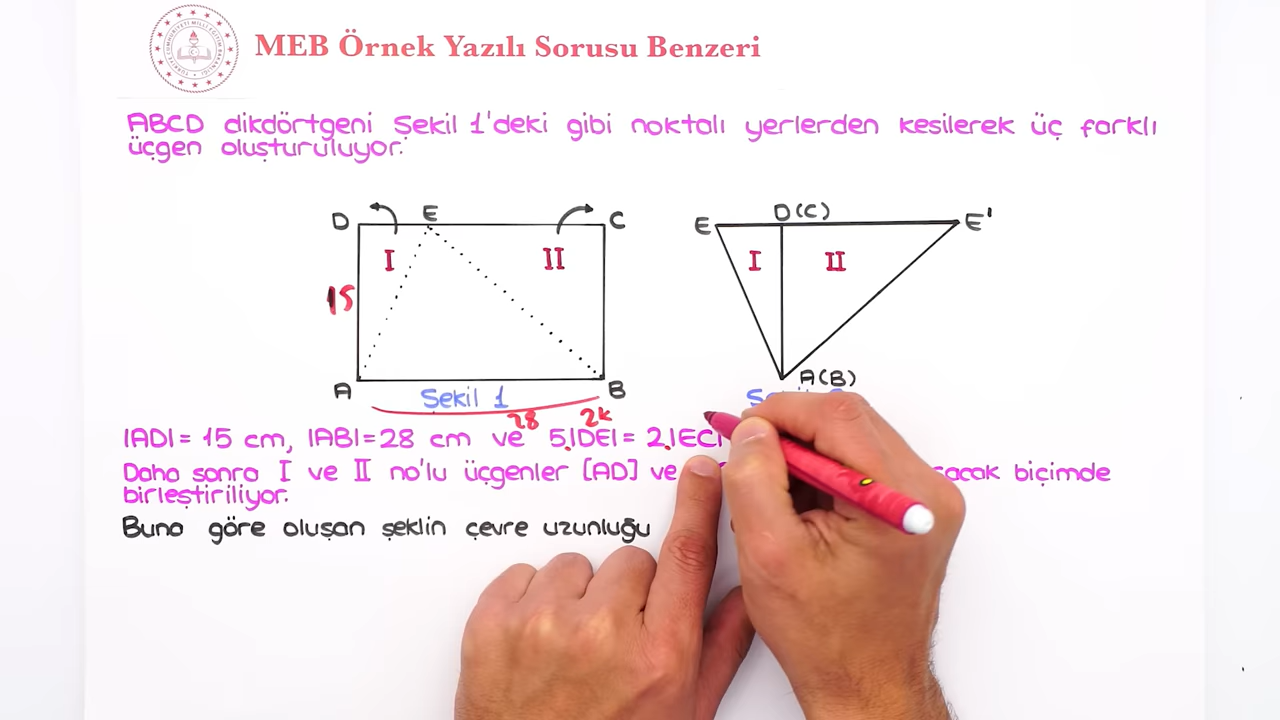 MEB Örnek Yazılı Sorusu Benzeri
ABCD dikdörtgeni Şekil 1'deki gibi noktalı yerlerden kesilerek üç farklı
üçgen oluşturuluyor.
D E C
I II
15
A B
Şekil 1
28 2k
E D(C) E'
I II
A(B)
|AD|= 15 cm, |AB|=28 cm ve 5.|DE|= 2.|EC|
Daha sonra I ve II no'lu üçgenler [AD] ve biçimde
birleştiriliyor.
Buna göre oluşan şeklin çevre uzunluğu